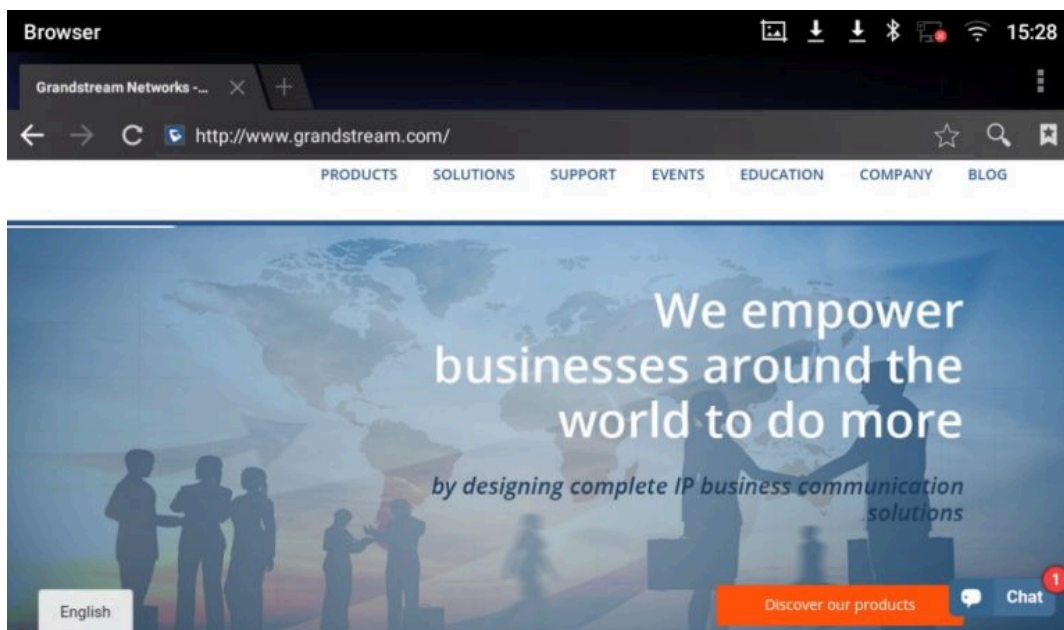 Browser
15:28
Grandstream Networks -...
http://www.grandstream.com/
PRODUCTS SOLUTIONS SUPPORT EVENTS EDUCATION COMPANY BLOG
We empower
businesses around the
world to do more
by designing complete IP business communication
solutions
English
Discover our products
Chat
1